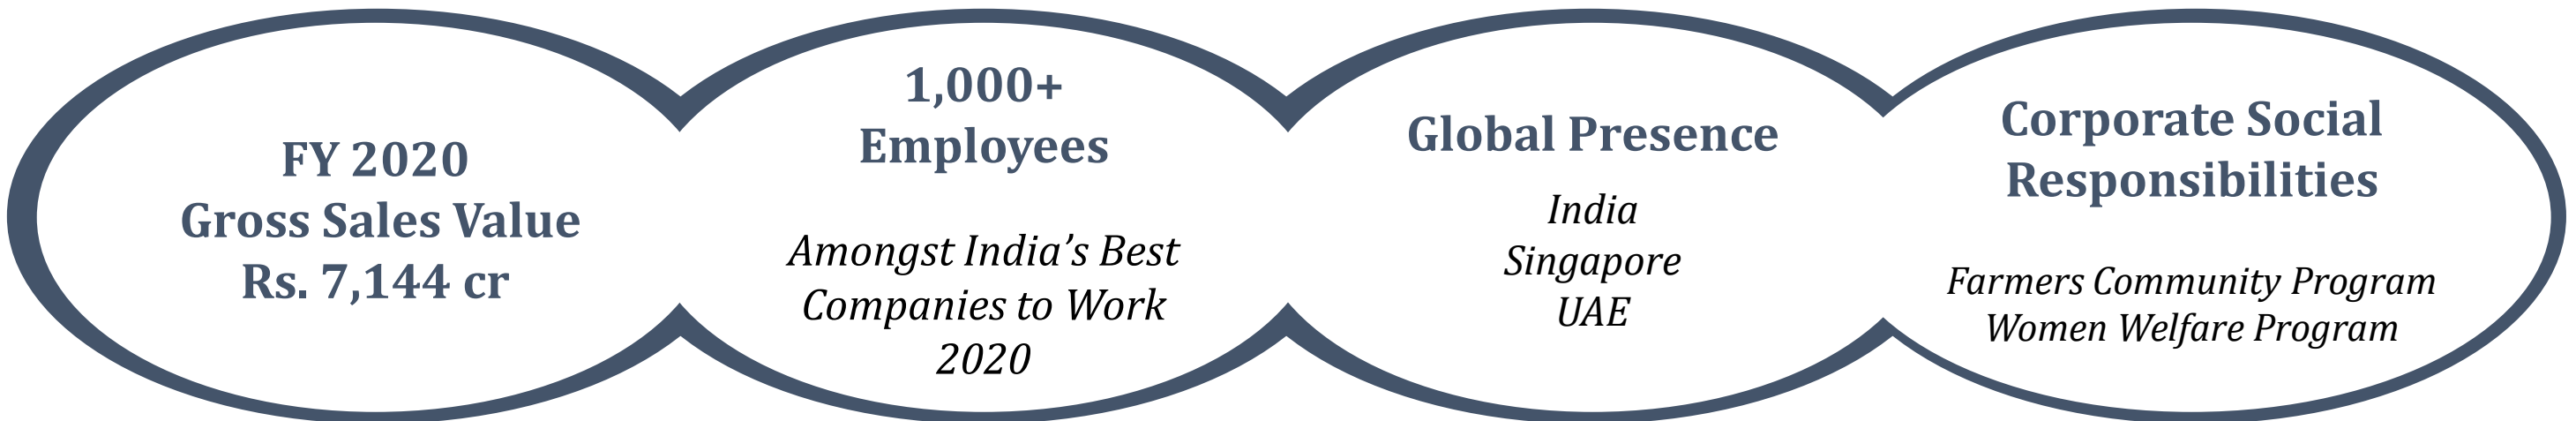 FY 2020
Gross Sales Value
Rs. 7,144 cr
1,000+
Employees
Amongst India’s Best
Companies to Work
2020
Global Presence
India
Singapore
UAE
Corporate Social
Responsibilities
Farmers Community Program
Women Welfare Program